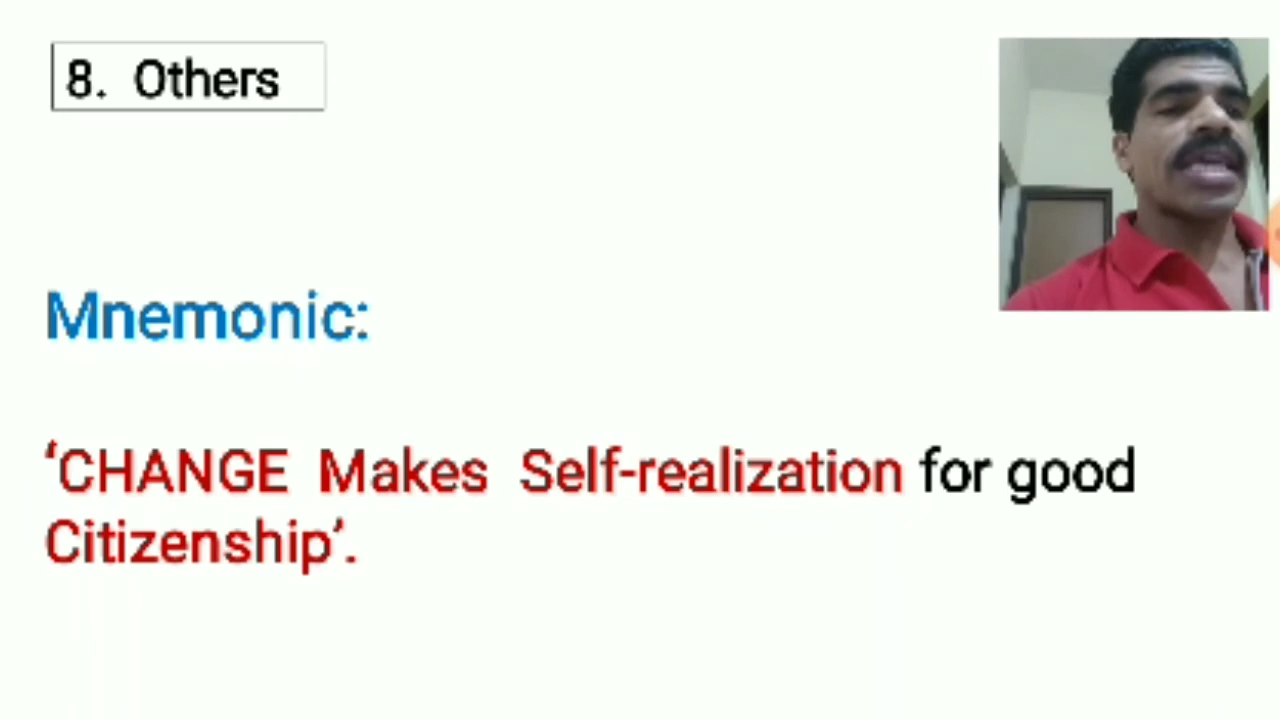 8. Others
Mnemonic:
‘CHANGE Makes Self-realization for good
Citizenship’.